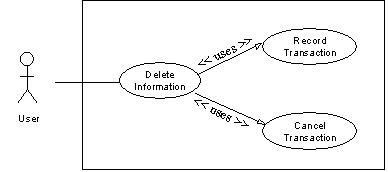 Record
Transaction
<< uses >>
Delete
Information
<< uses >>
User
Cancel
Transaction